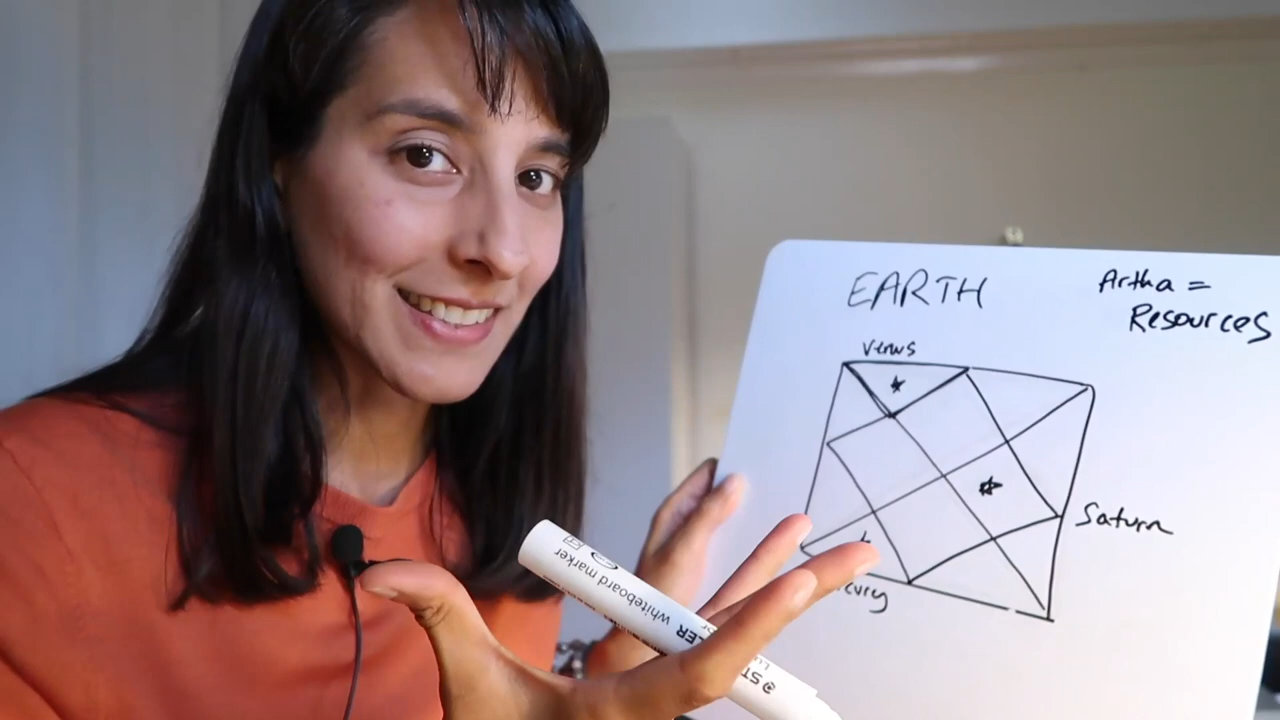 EARTH
Artha =
Resources
Venus
Saturn
whiteboard marker